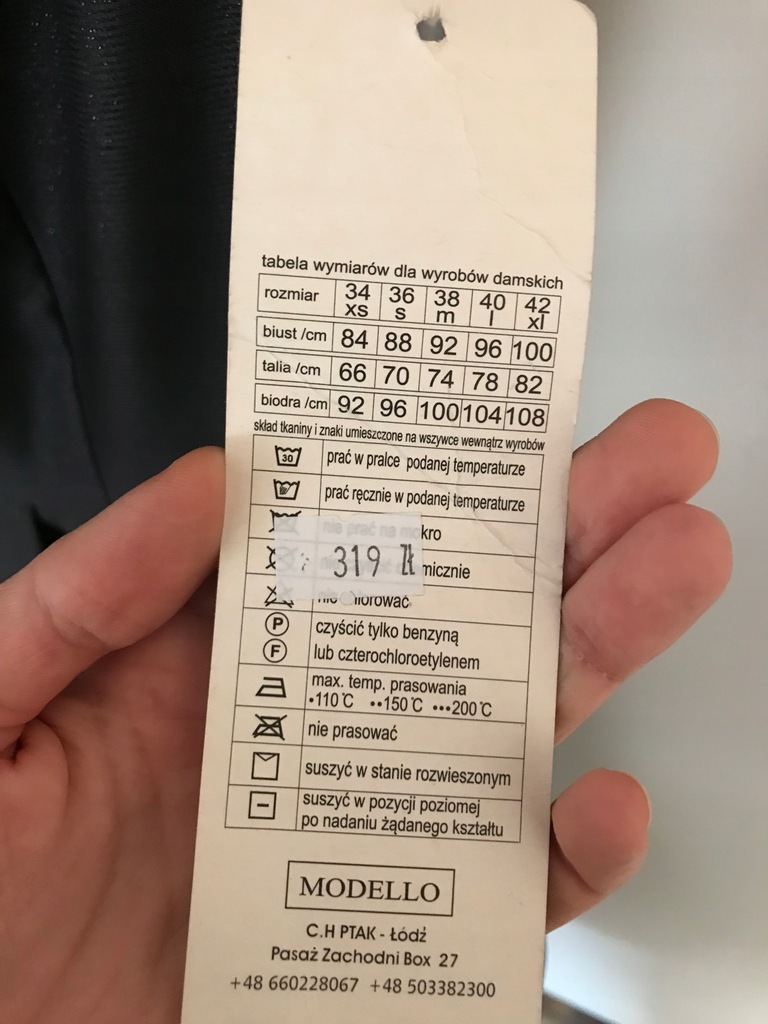 tabela wymiarów dla wyrobów damskich
rozmiar 34 36 38 40 42
xs s m l xl
biust /cm 84 88 92 96 100
talia /cm 66 70 74 78 82
biodra /cm 92 96 100 104 108
skład tkaniny i znaki umieszczone na wszywce wewnątrz wyrobów
30 prać w pralce podanej temperaturze
prać ręcznie w podanej temperaturze
nie prać na mokro
319 zł
nie chlorować
P czyścić tylko benzyną
F lub czterochloroetylenem
max. temp. prasowania
•110°C ••150°C •••200°C
nie prasować
suszyć w stanie rozwieszonym
suszyć w pozycji poziomej
po nadaniu żądanego kształtu
MODELLO
C.H PTAK - Łódź
Pasaż Zachodni Box 27
+48 660228067 +48 503382300